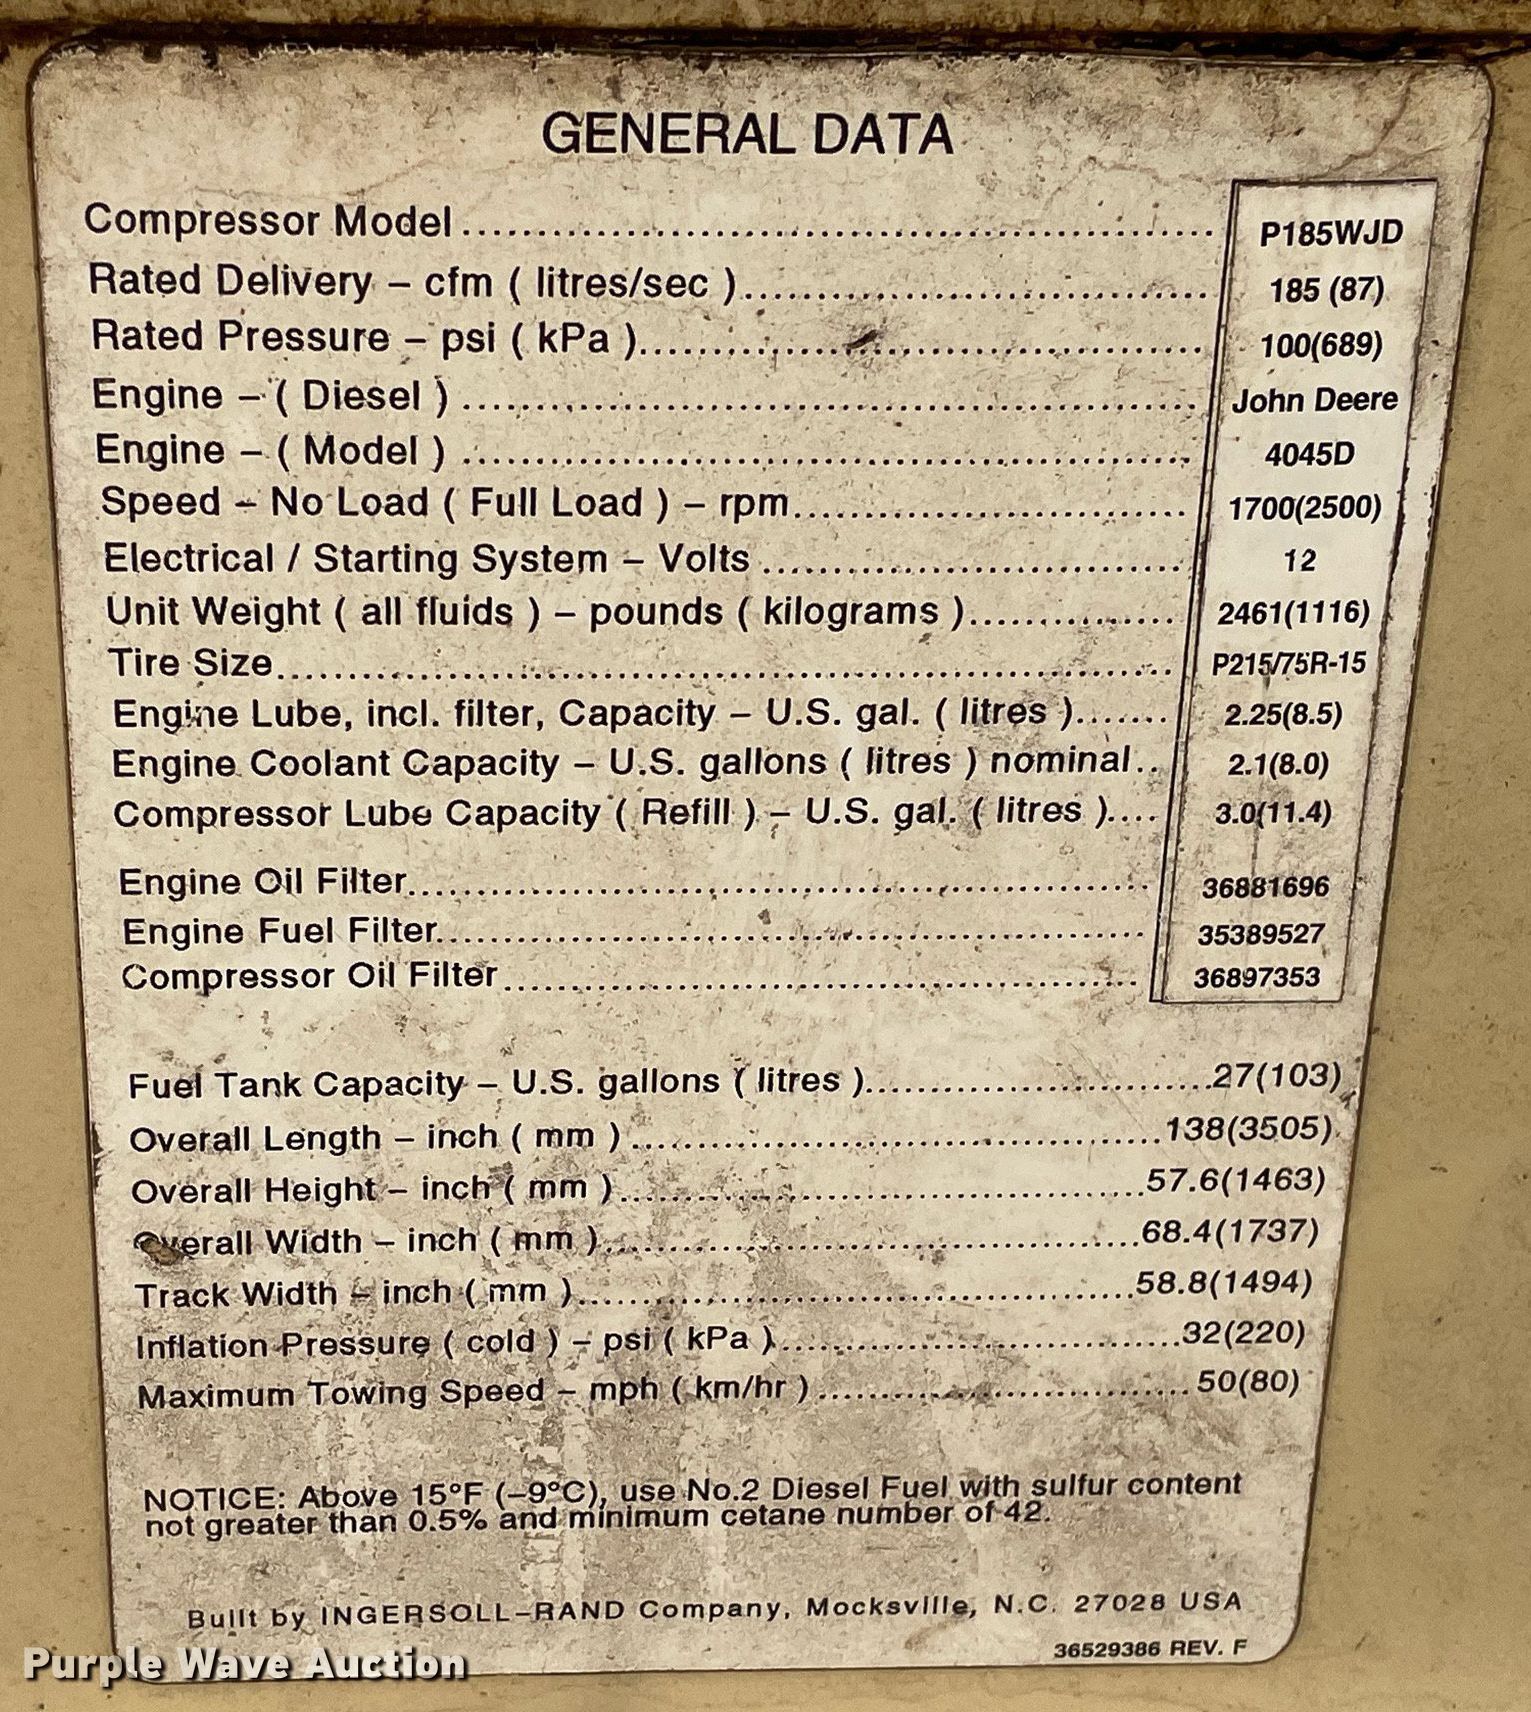 GENERAL DATA
Compressor Model ........ P185WJD
Rated Delivery – cfm ( litres/sec ) ........ 185 (87)
Rated Pressure – psi ( kPa ) ........ 100(689)
Engine – ( Diesel ) ........ John Deere
Engine – ( Model ) ........ 4045D
Speed – No Load ( Full Load ) – rpm ........ 1700(2500)
Electrical / Starting System – Volts ........ 12
Unit Weight ( all fluids ) – pounds ( kilograms ) ........ 2461(1116)
Tire Size ........ P215/75R-15
Engine Lube, incl. filter, Capacity – U.S. gal. ( litres ) ........ 2.25(8.5)
Engine Coolant Capacity – U.S. gallons ( litres ) nominal .. 2.1(8.0)
Compressor Lube Capacity ( Refill ) – U.S. gal. ( litres ) .... 3.0(11.4)
Engine Oil Filter ........ 36881696
Engine Fuel Filter ........ 35389527
Compressor Oil Filter ........ 36897353
Fuel Tank Capacity – U.S. gallons ( litres ) ........ 27(103)
Overall Length – inch ( mm ) ........ 138(3505)
Overall Height – inch ( mm ) ........ 57.6(1463)
Overall Width – inch ( mm ) ........ 68.4(1737)
Track Width – inch ( mm ) ........ 58.8(1494)
Inflation Pressure ( cold ) – psi ( kPa ) ........ 32(220)
Maximum Towing Speed – mph ( km/hr ) ........ 50(80)
NOTICE: Above 15°F (–9°C), use No.2 Diesel Fuel with sulfur content
not greater than 0.5% and minimum cetane number of 42.
Built by INGERSOLL–RAND Company, Mocksville, N.C. 27028 USA
36529386 REV. F
Purple Wave Auction